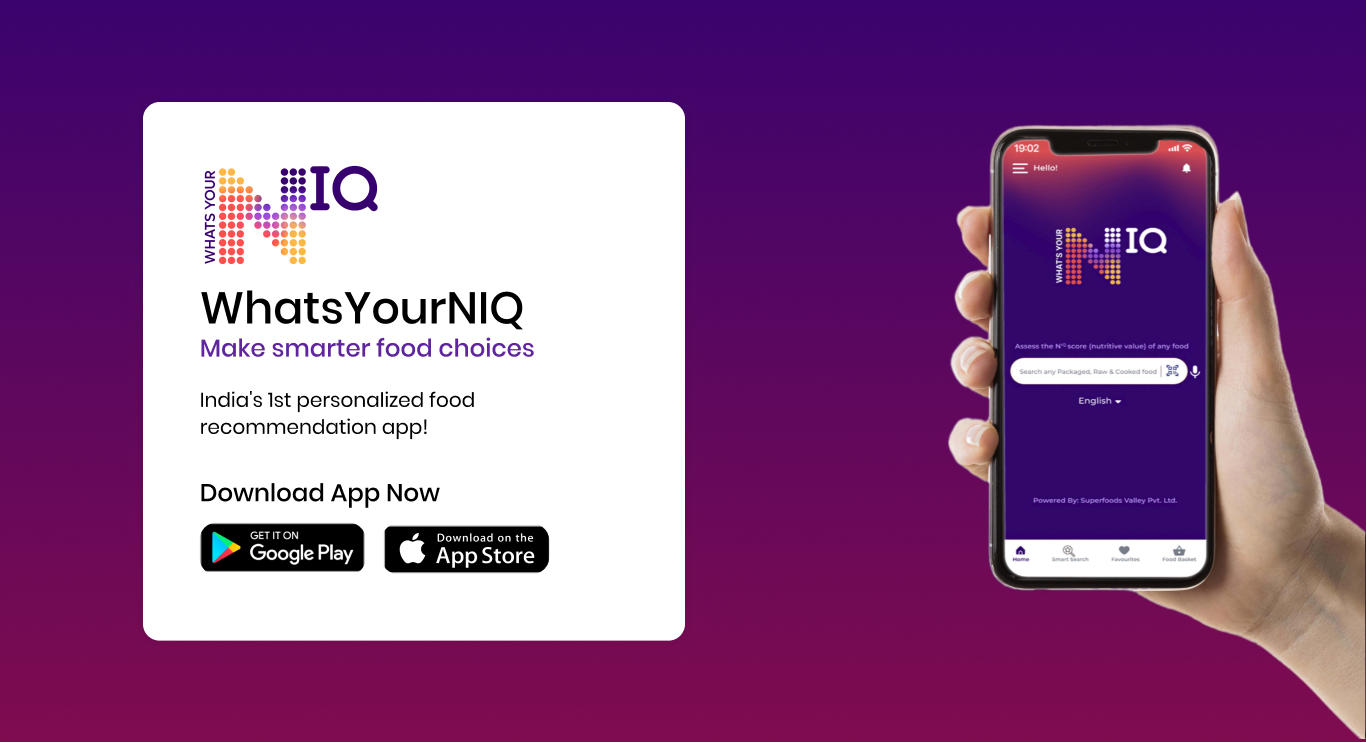 WHATS YOUR
NIQ
WhatsYourNIQ
Make smarter food choices
India's 1st personalized food
recommendation app!
Download App Now
GET IT ON
Google Play
Download on the
App Store
19:02
Hello!
WHAT'S YOUR
NIQ
Assess the N^IQ score (nutritive value) of any food
Search any Packaged, Raw & Cooked food
English
Powered By: Superfoods Valley Pvt. Ltd.
Home Smart Search Favourites Food Basket